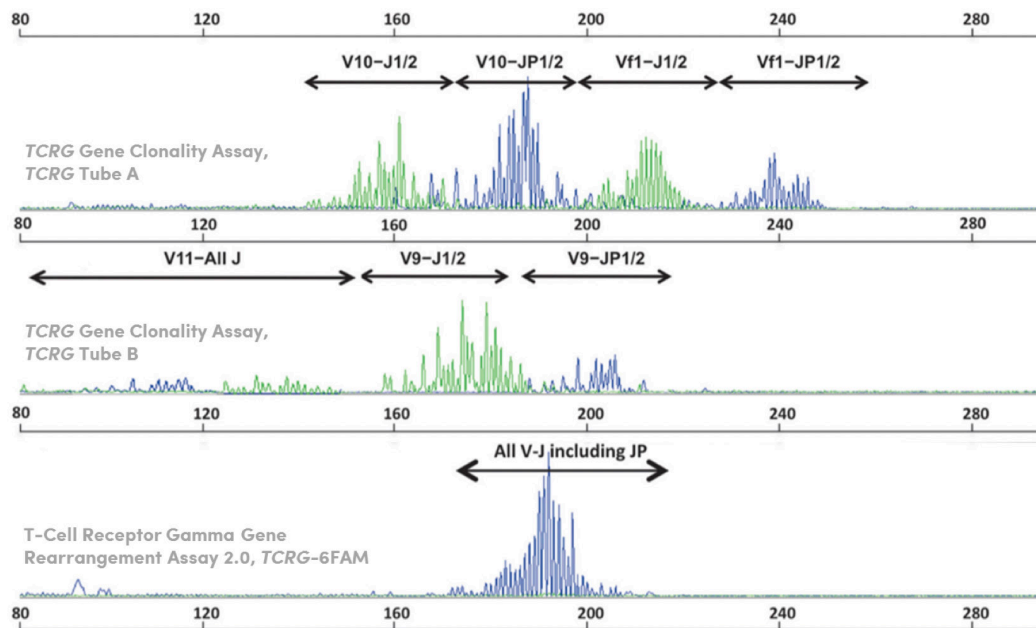 80 120 160 200 240 280
V10–J1/2 V10–JP1/2 Vf1–J1/2 Vf1–JP1/2
TCRG Gene Clonality Assay,
TCRG Tube A
80 120 160 200 240 280
V11–All J V9–J1/2 V9–JP1/2
TCRG Gene Clonality Assay,
TCRG Tube B
80 120 160 200 240 280
All V-J including JP
T-Cell Receptor Gamma Gene
Rearrangement Assay 2.0, TCRG-6FAM
80 120 160 200 240 280